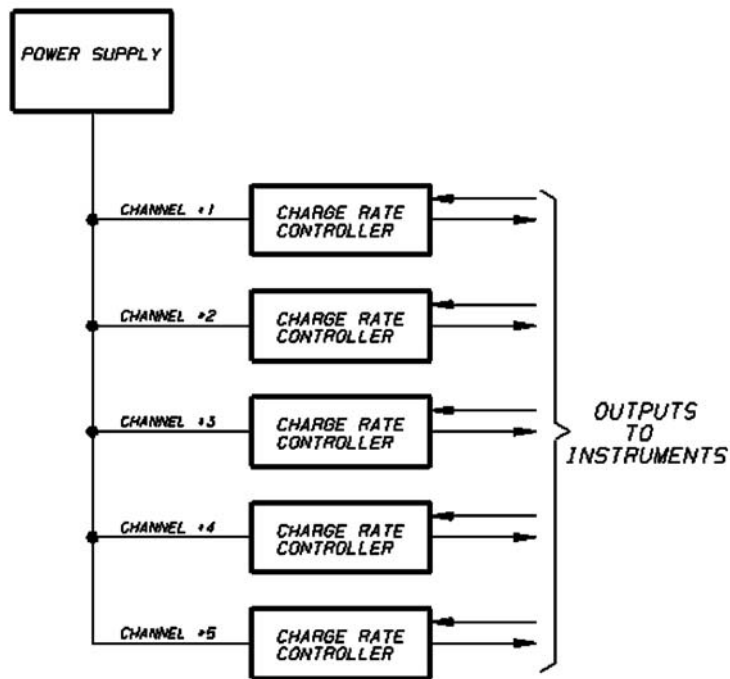 POWER SUPPLY
CHANNEL #1
CHARGE RATE
CONTROLLER
CHANNEL #2
CHARGE RATE
CONTROLLER
CHANNEL #3
CHARGE RATE
CONTROLLER
OUTPUTS
TO
INSTRUMENTS
CHANNEL #4
CHARGE RATE
CONTROLLER
CHANNEL #5
CHARGE RATE
CONTROLLER